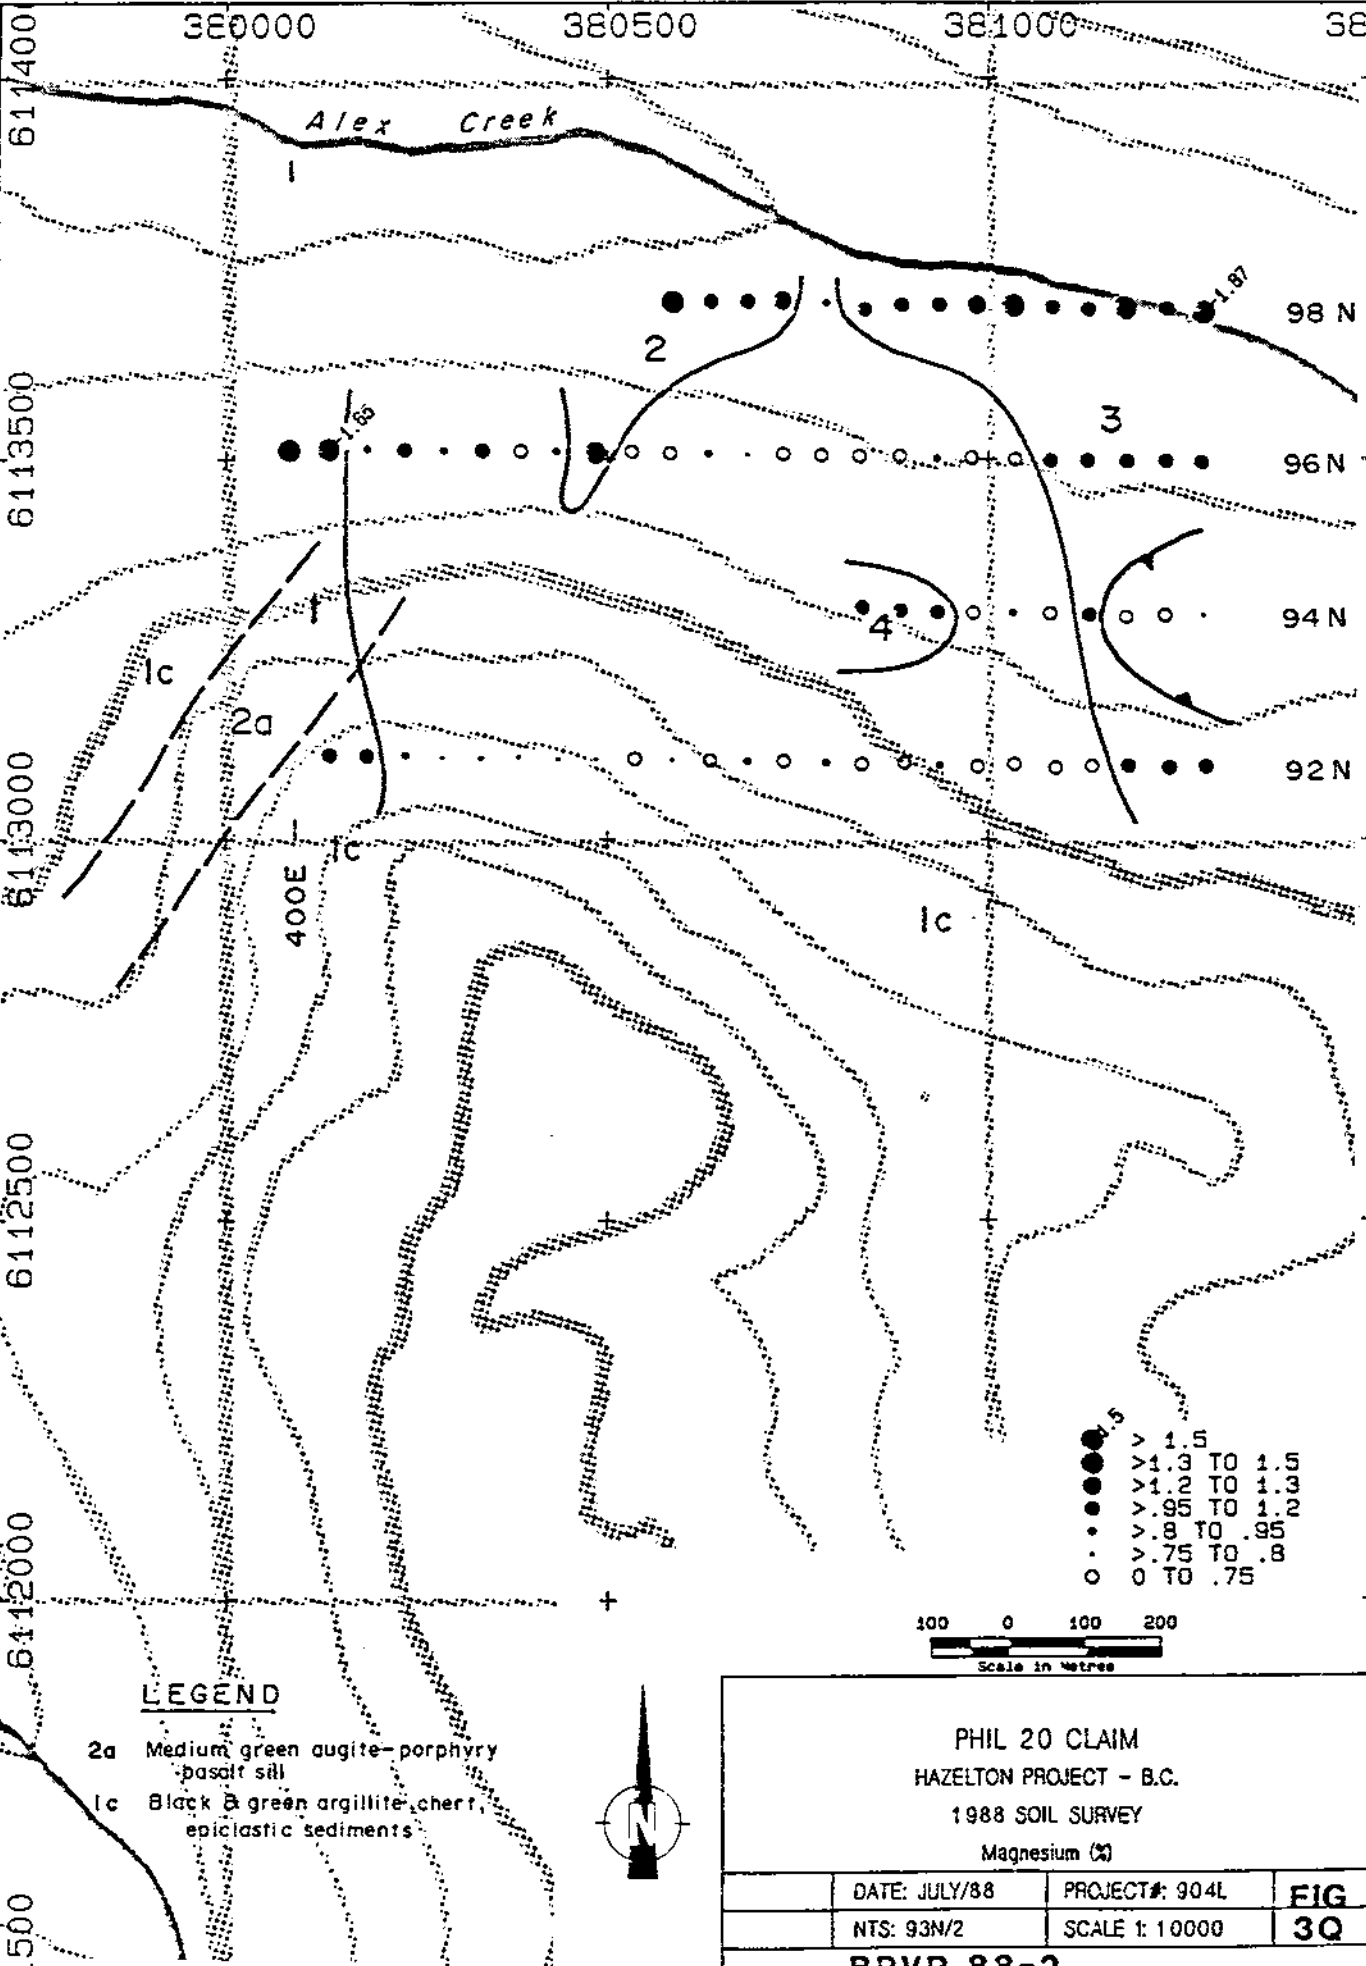 380000 380500 381000 38
611400
Alex Creek
1
1.87
98 N
2
6113500
1.65
3
96 N
94 N
4
1
1c
2a
92 N
6113000
1c
400E
1c
6112500
1.5
> 1.5
>1.3 TO 1.5
>1.2 TO 1.3
>.95 TO 1.2
>.8 TO .95
>.75 TO .8
0 TO .75
6112000
100 0 100 200
Scale in Metres
LEGEND
2a Medium green augite-porphyry
basalt sill
1c Black & green argillite, chert,
epiclastic sediments
N
500
PHIL 20 CLAIM
HAZELTON PROJECT - B.C.
1988 SOIL SURVEY
Magnesium (%)
DATE: JULY/88 PROJECT#: 904L FIG
NTS: 93N/2 SCALE 1: 10000 3Q